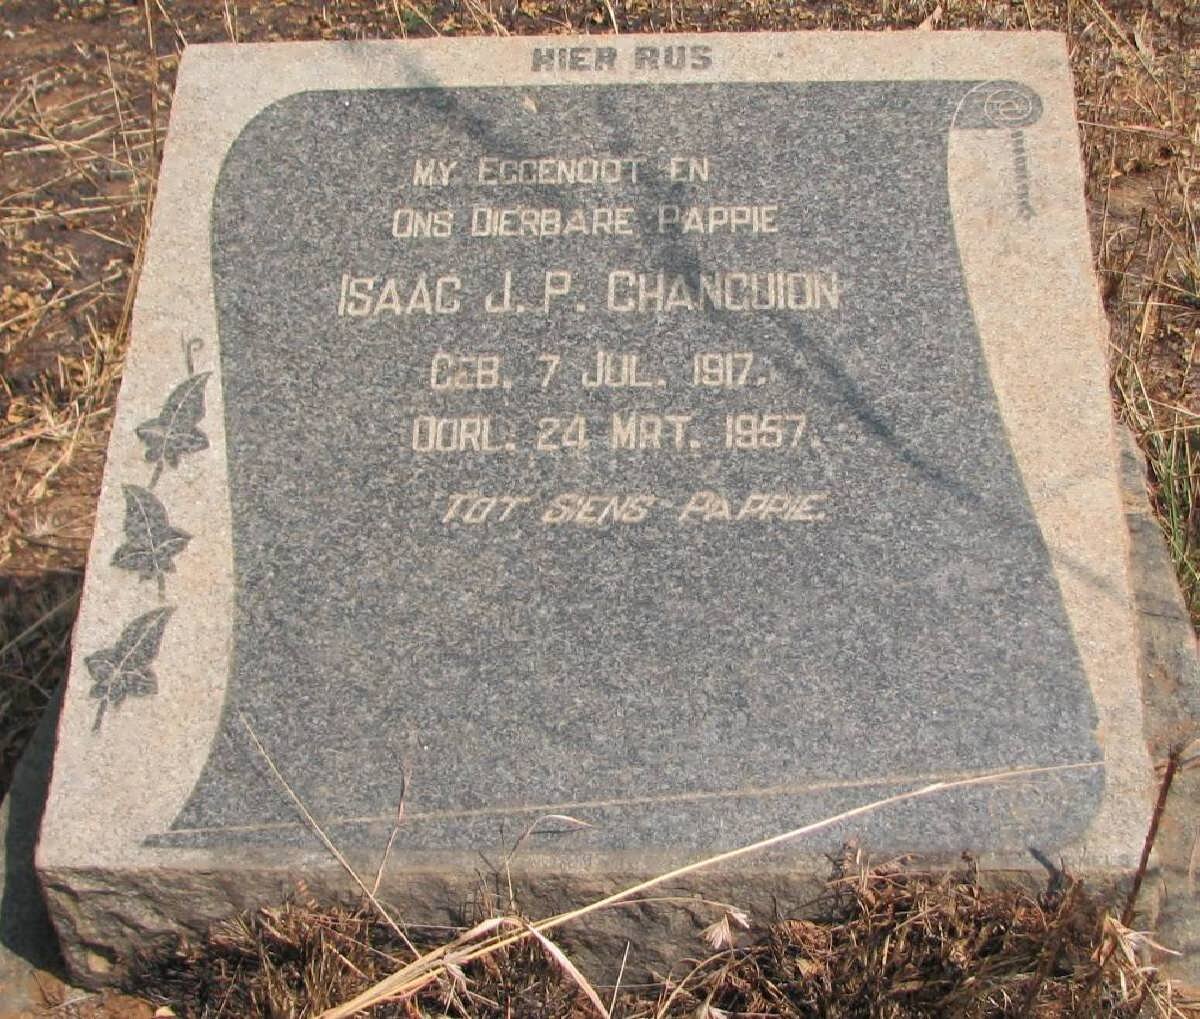 HIER RUS
MY EGGENOOT EN
ONS DIERBARE PAPPIE
ISAAC J. P. CHANGUION
GEB. 7 JUL. 1917.
OORL. 24 MRT. 1957.
TOT SIENS PAPPIE.